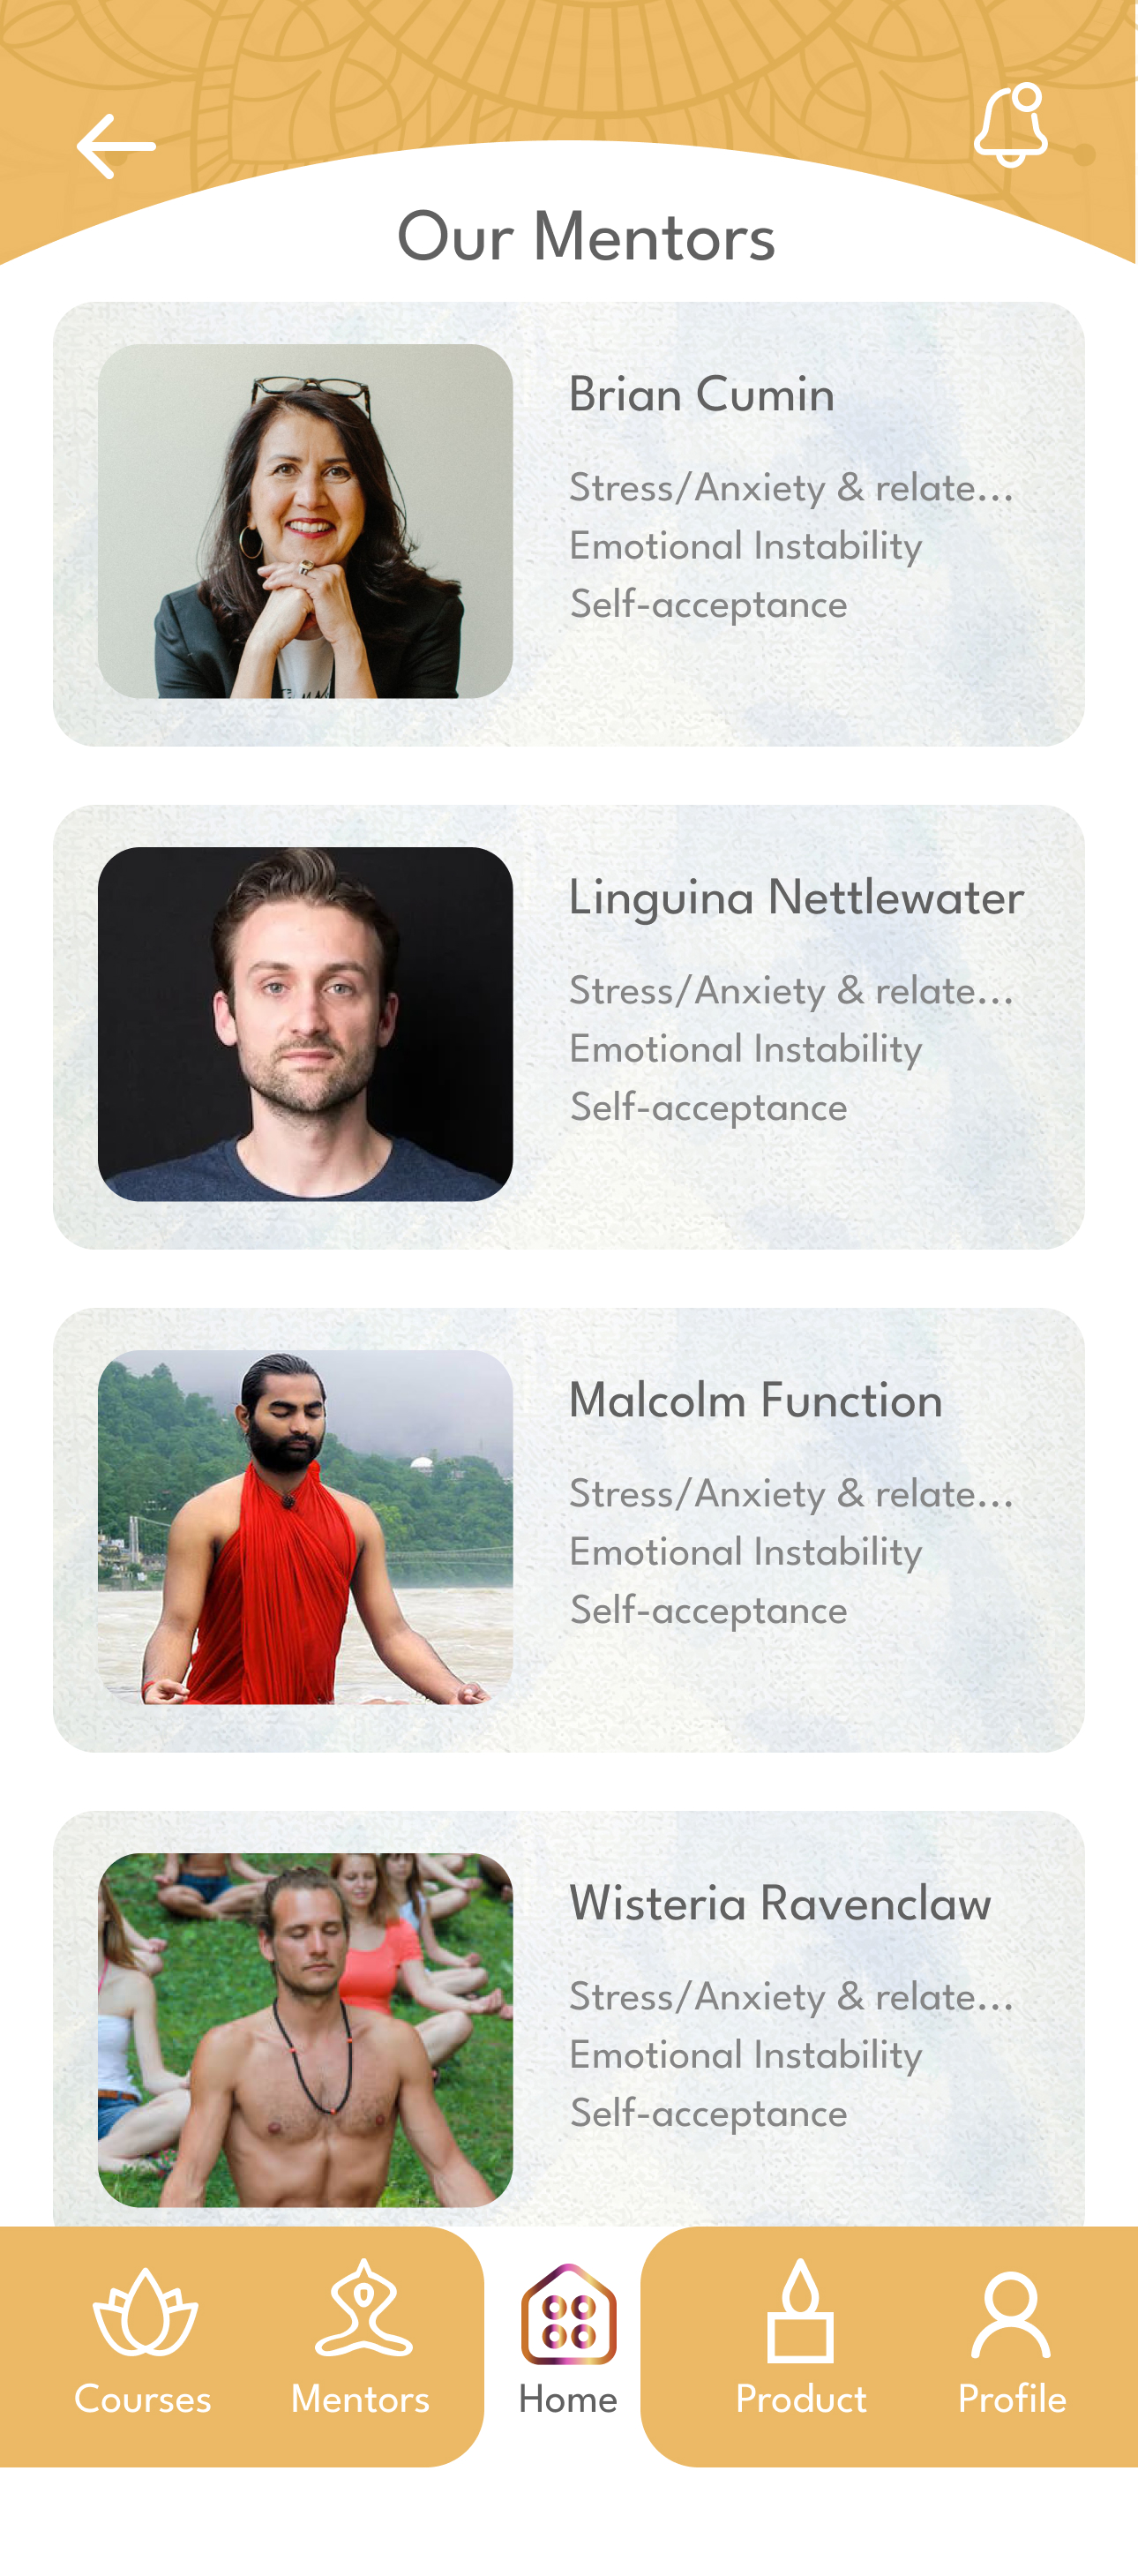 Our Mentors
Brian Cumin
Stress/Anxiety & relate...
Emotional Instability
Self-acceptance
Linguina Nettlewater
Stress/Anxiety & relate...
Emotional Instability
Self-acceptance
Malcolm Function
Stress/Anxiety & relate...
Emotional Instability
Self-acceptance
Wisteria Ravenclaw
Stress/Anxiety & relate...
Emotional Instability
Self-acceptance
Courses Mentors Home Product Profile